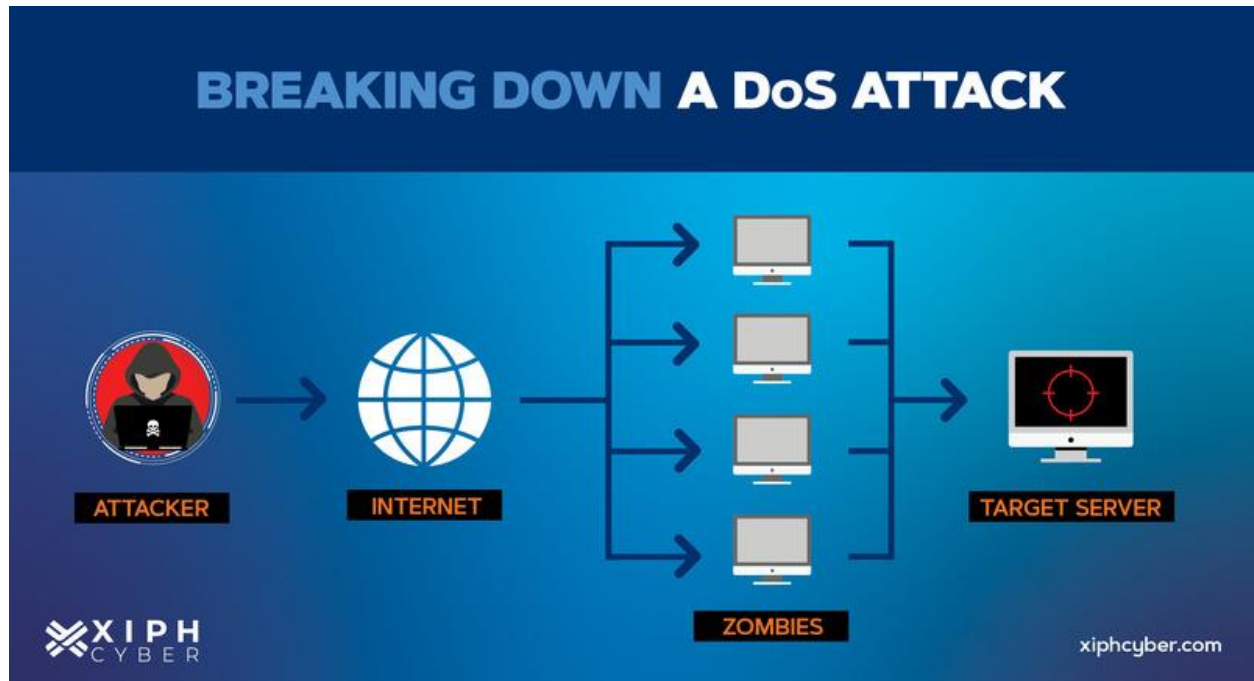 BREAKING DOWN A DoS ATTACK
ATTACKER
INTERNET
ZOMBIES
TARGET SERVER
XIPH
CYBER
xiphcyber.com